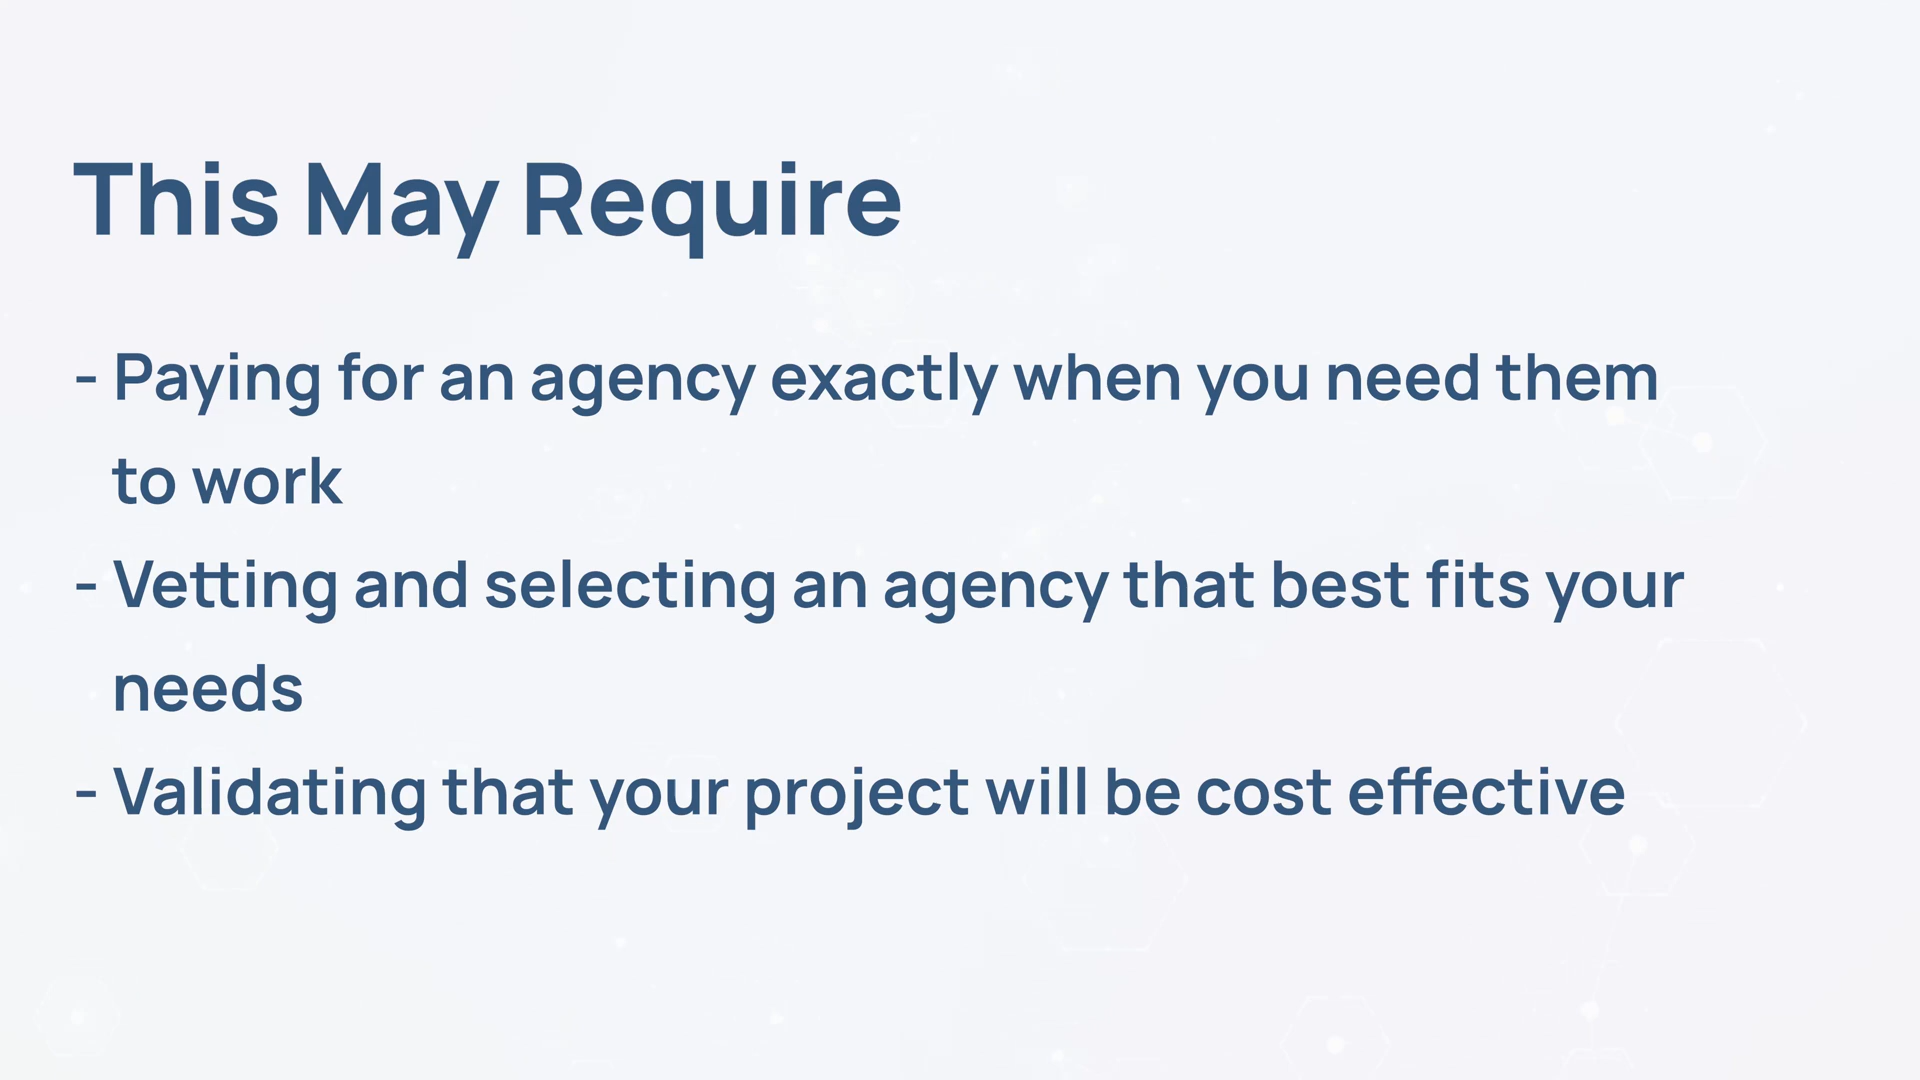 This May Require
- Paying for an agency exactly when you need them
to work
- Vetting and selecting an agency that best fits your
needs
- Validating that your project will be cost effective